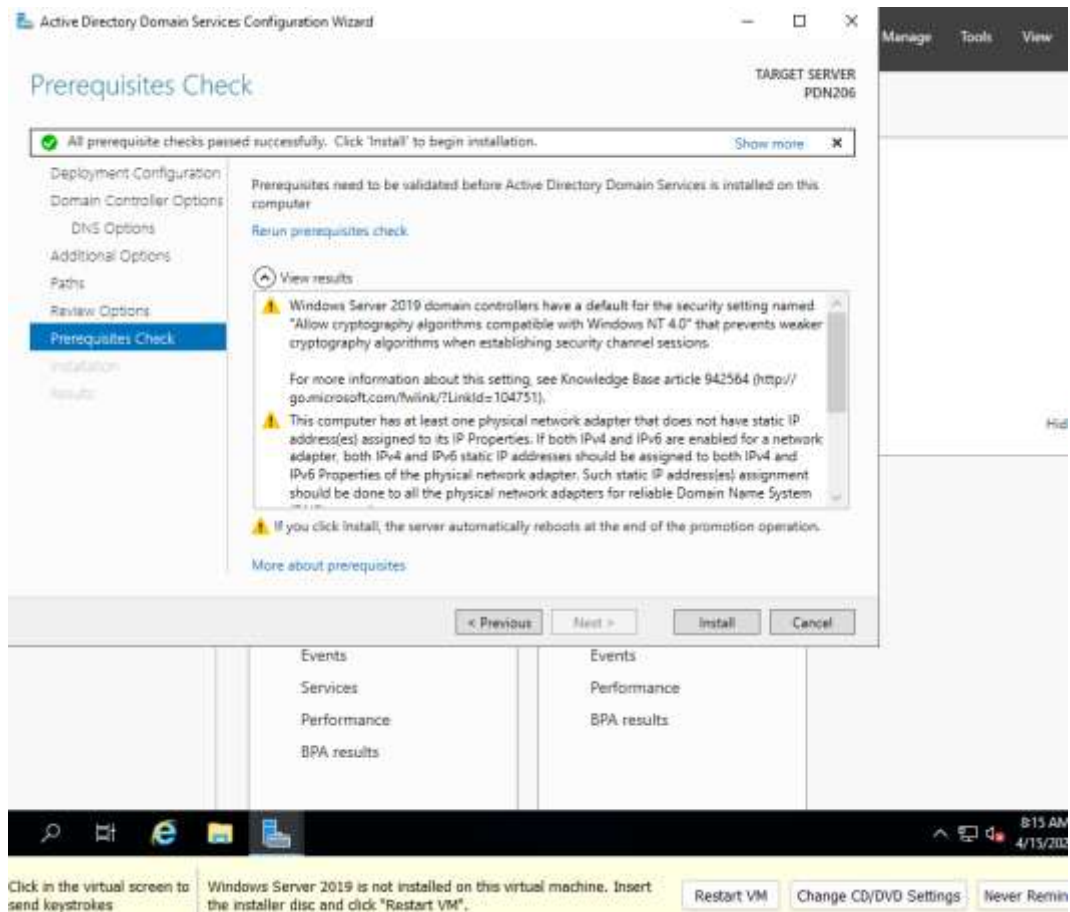 Active Directory Domain Services Configuration Wizard
Manage Tools View
Prerequisites Check
TARGET SERVER
PDN206
All prerequisite checks passed successfully. Click 'Install' to begin installation.
Show more
Deployment Configuration
Domain Controller Options
DNS Options
Additional Options
Paths
Review Options
Prerequisites Check
Installation
Results
Prerequisites need to be validated before Active Directory Domain Services is installed on this
computer
Rerun prerequisites check
View results
Windows Server 2019 domain controllers have a default for the security setting named
"Allow cryptography algorithms compatible with Windows NT 4.0" that prevents weaker
cryptography algorithms when establishing security channel sessions.
For more information about this setting, see Knowledge Base article 942564 (http://
go.microsoft.com/fwlink/?LinkId=104751).
This computer has at least one physical network adapter that does not have static IP
address(es) assigned to its IP Properties. If both IPv4 and IPv6 are enabled for a network
adapter, both IPv4 and IPv6 static IP addresses should be assigned to both IPv4 and
IPv6 Properties of the physical network adapter. Such static IP address(es) assignment
should be done to all the physical network adapters for reliable Domain Name System
If you click Install, the server automatically reboots at the end of the promotion operation.
More about prerequisites
< Previous
Next >
Install
Cancel
Hid
Events
Services
Performance
BPA results
Events
Performance
BPA results
8:15 AM
4/15/202
Click in the virtual screen to
send keystrokes
Windows Server 2019 is not installed on this virtual machine. Insert
the installer disc and click "Restart VM".
Restart VM
Change CD/DVD Settings
Never Remin